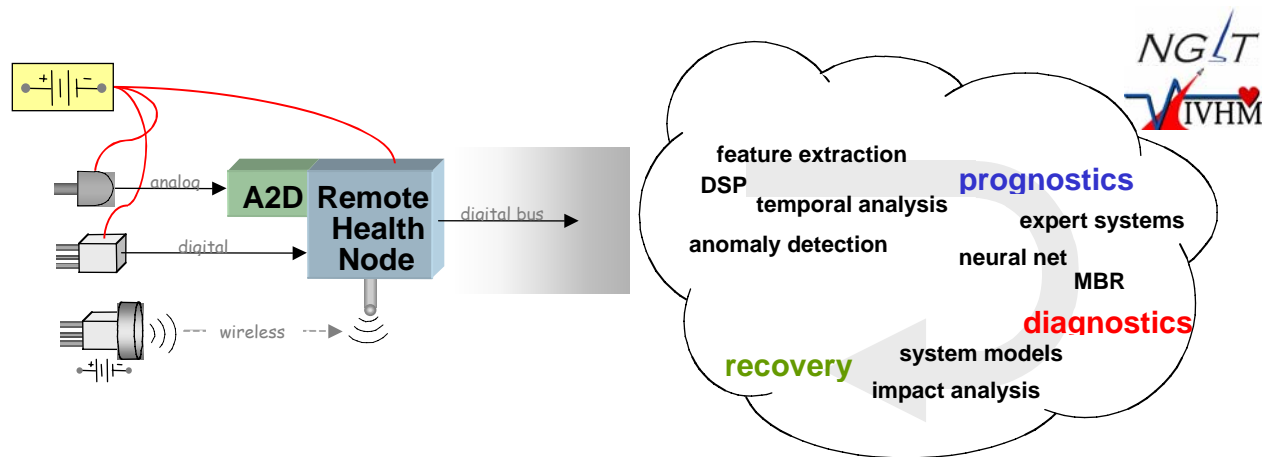 NGLT
IVHM
+ -
analog
A2D
Remote
Health
Node
digital
digital bus
wireless
+ -
feature extraction
DSP
temporal analysis
anomaly detection
prognostics
expert systems
neural net
MBR
diagnostics
system models
impact analysis
recovery